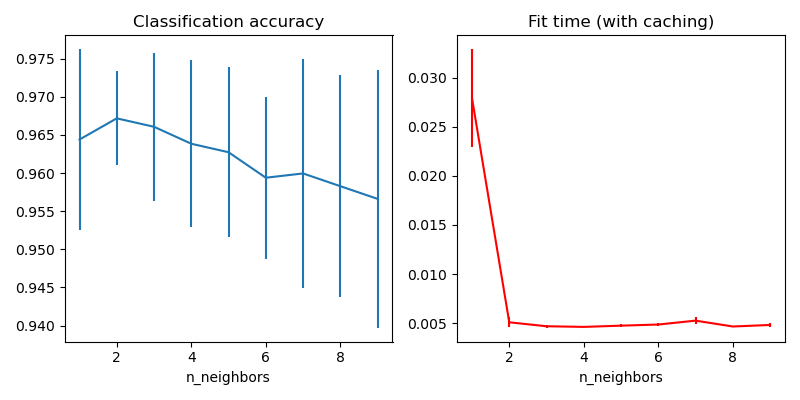 Classification accuracy
0.975
0.970
0.965
0.960
0.955
0.950
0.945
0.940
2 4 6 8
n_neighbors
Fit time (with caching)
0.030
0.025
0.020
0.015
0.010
0.005
2 4 6 8
n_neighbors